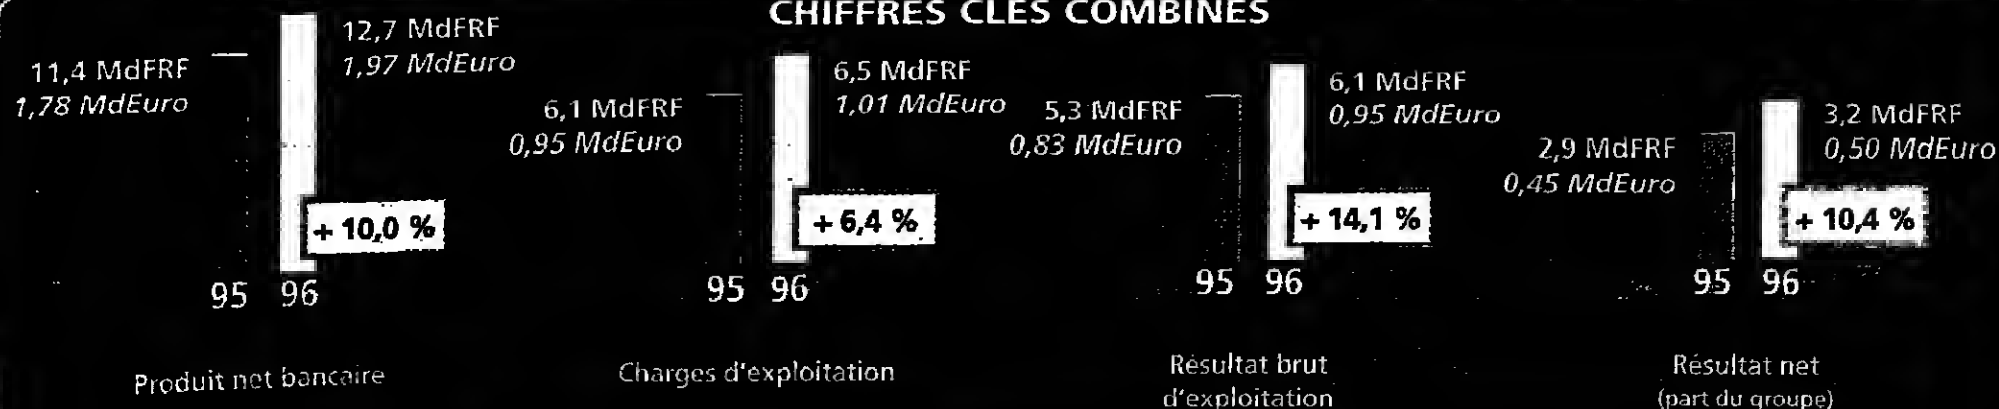 CHIFFRES CLES COMBINES
11,4 MdFRF
1,78 MdEuro
12,7 MdFRF
1,97 MdEuro
+ 10,0 %
95 96
Produit net bancaire
6,1 MdFRF
0,95 MdEuro
6,5 MdFRF
1,01 MdEuro
+ 6,4 %
95 96
Charges d'exploitation
5,3 MdFRF
0,83 MdEuro
6,1 MdFRF
0,95 MdEuro
+ 14,1 %
95 96
Résultat brut
d'exploitation
2,9 MdFRF
0,45 MdEuro
3,2 MdFRF
0,50 MdEuro
+ 10,4 %
95 96
Résultat net
(part du groupe)